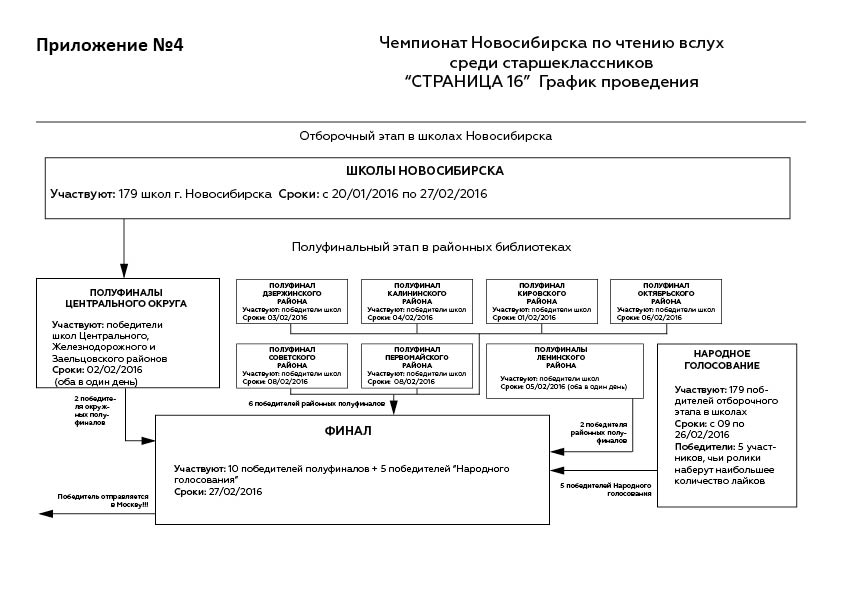 Приложение №4
Чемпионат Новосибирска по чтению вслух
среди старшеклассников
“СТРАНИЦА 16” График проведения
Отборочный этап в школах Новосибирска
ШКОЛЫ НОВОСИБИРСКА
Участвуют: 179 школ г. Новосибирска Сроки: с 20/01/2016 по 27/02/2016
Полуфинальный этап в районных библиотеках
ПОЛУФИНАЛЫ
ЦЕНТРАЛЬНОГО ОКРУГА
Участвуют: победители
школ Центрального,
Железнодорожного и
Заельцовского районов
Сроки: 02/02/2016
(оба в один день)
ПОЛУФИНАЛ
ДЗЕРЖИНСКОГО
РАЙОНА
Участвуют: победители школ
Сроки: 03/02/2016
ПОЛУФИНАЛ
КАЛИНИНСКОГО
РАЙОНА
Участвуют: победители школ
Сроки: 04/02/2016
ПОЛУФИНАЛ
КИРОВСКОГО
РАЙОНА
Участвуют: победители школ
Сроки: 01/02/2016
ПОЛУФИНАЛ
ОКТЯБРЬСКОГО
РАЙОНА
Участвуют: победители школ
Сроки: 06/02/2016
ПОЛУФИНАЛ
СОВЕТСКОГО
РАЙОНА
Участвуют: победители школ
Сроки: 08/02/2016
ПОЛУФИНАЛ
ПЕРВОМАЙСКОГО
РАЙОНА
Участвуют: победители школ
Сроки: 08/02/2016
ПОЛУФИНАЛЫ
ЛЕНИНСКОГО
РАЙОНА
Участвуют: победители школ
Сроки: 05/02/2016 (оба в один день)
НАРОДНОЕ
ГОЛОСОВАНИЕ
Участвуют: 179 поб-
дителей отборочного
этапа в школах
Сроки: с 09 по
26/02/2016
Победители: 5 участ-
ников, чьи ролики
наберут наибольшее
количество лайков
2 победите-
ля окруж-
ных полу-
финалов
6 победителей районных полуфиналов
2 победителя
районных полу-
финалов
5 победителей Народного
голосования
ФИНАЛ
Участвуют: 10 победителей полуфиналов + 5 победителей “Народного
голосования”
Сроки: 27/02/2016
Победитель отправляется
в Москву!!!